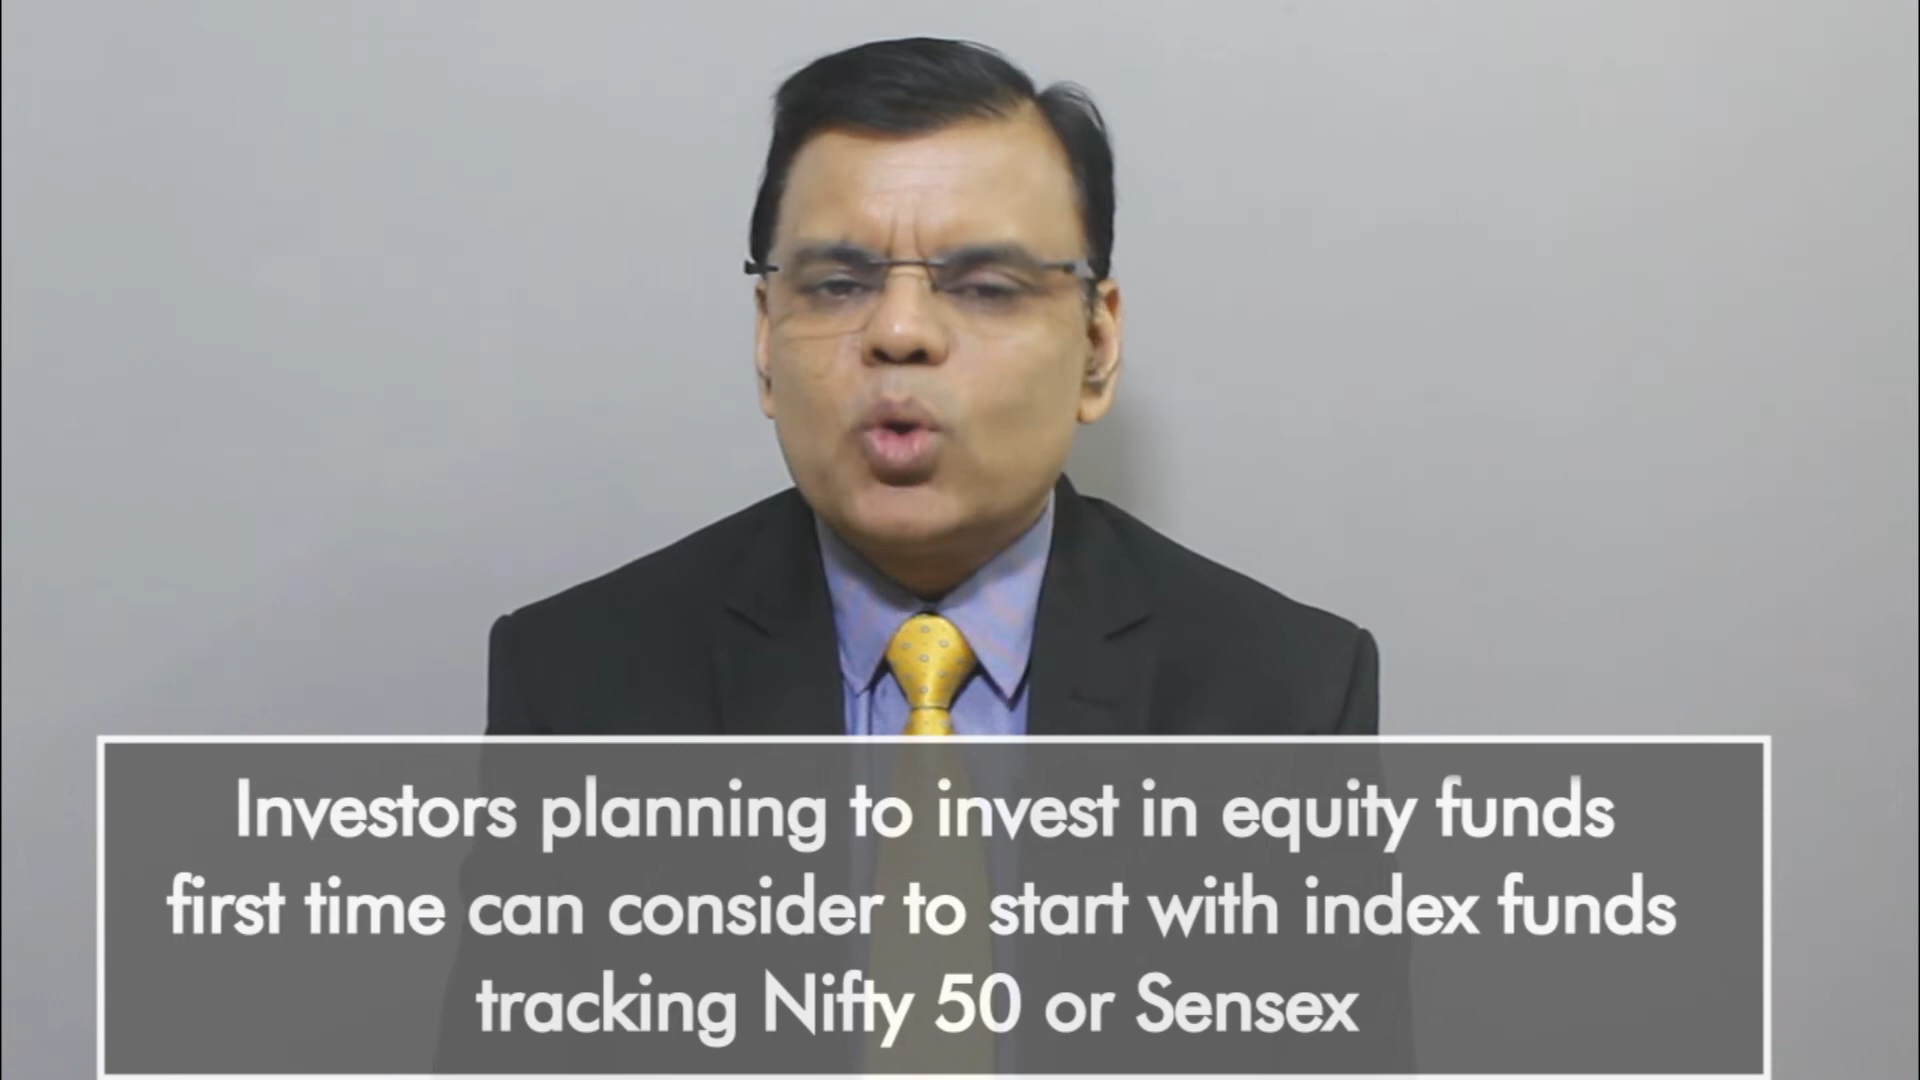 Investors planning to invest in equity funds
first time can consider to start with index funds
tracking Nifty 50 or Sensex